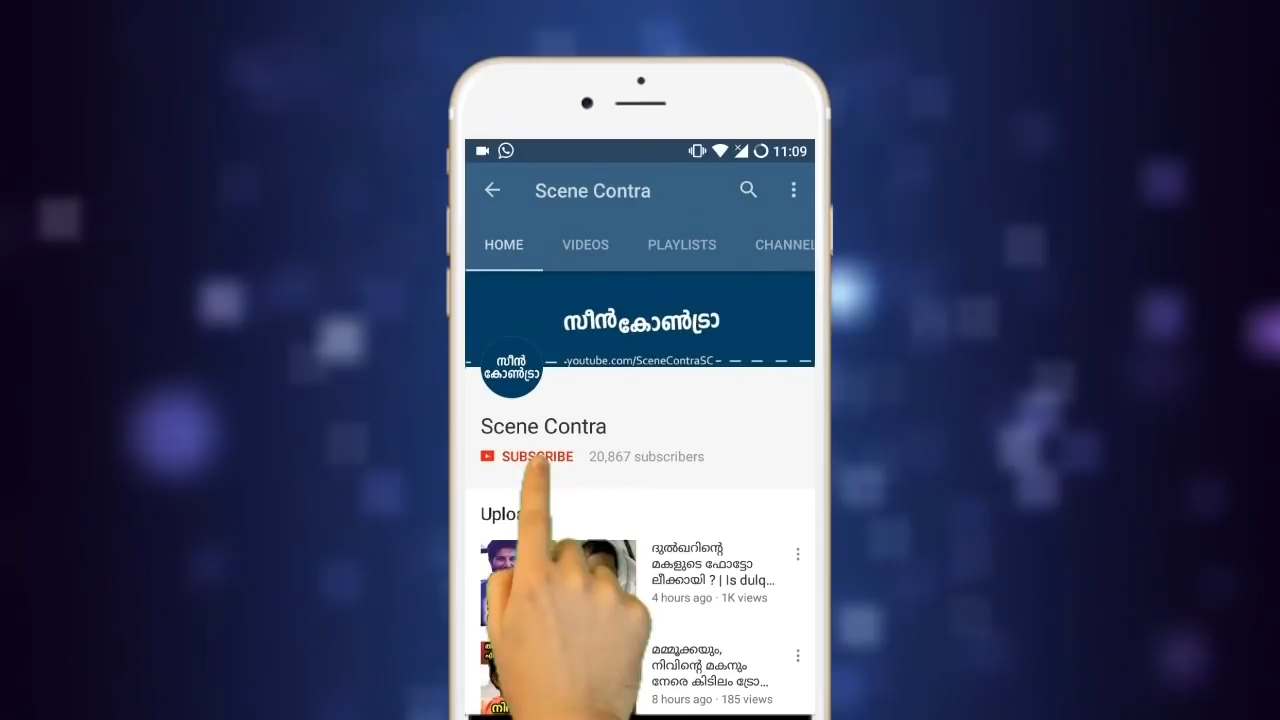 11:09
Scene Contra
HOME VIDEOS PLAYLISTS CHANNEL
സീൻ കോൺട്രാ
youtube.com/SceneContraSC
സീൻ
കോൺട്രാ
Scene Contra
SUBSCRIBE 20,867 subscribers
Uplo
ദുൽഖറിന്റെ
മകളുടെ ഫോട്ടോ
ലീക്കായി ? | Is dulq...
4 hours ago · 1K views
മമ്മൂക്കയും,
നിവിന്റെ മകനും
നേരെ കിടിലം ട്രോ...
8 hours ago · 185 views